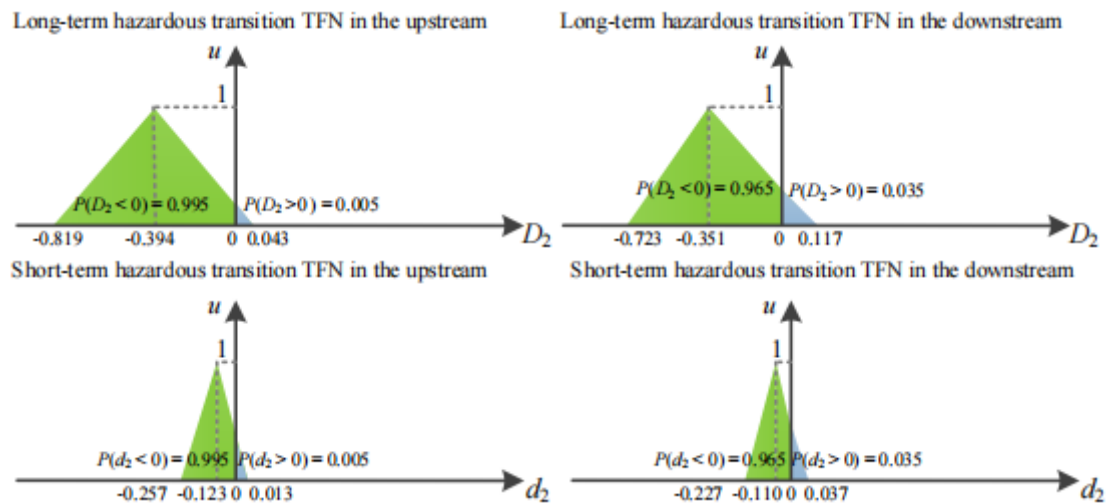 Long-term hazardous transition TFN in the upstream
u
1
P(D₂<0)=0.995
P(D₂>0)=0.005
-0.819 -0.394 0 0.043
D₂
Long-term hazardous transition TFN in the downstream
u
1
P(D₂<0)=0.965
P(D₂>0)=0.035
-0.723 -0.351 0 0.117
D₂
Short-term hazardous transition TFN in the upstream
u
1
P(d₂<0)=0.995
P(d₂>0)=0.005
-0.257 -0.123 0 0.013
d₂
Short-term hazardous transition TFN in the downstream
u
1
P(d₂<0)=0.965
P(d₂>0)=0.035
-0.227 -0.110 0 0.037
d₂